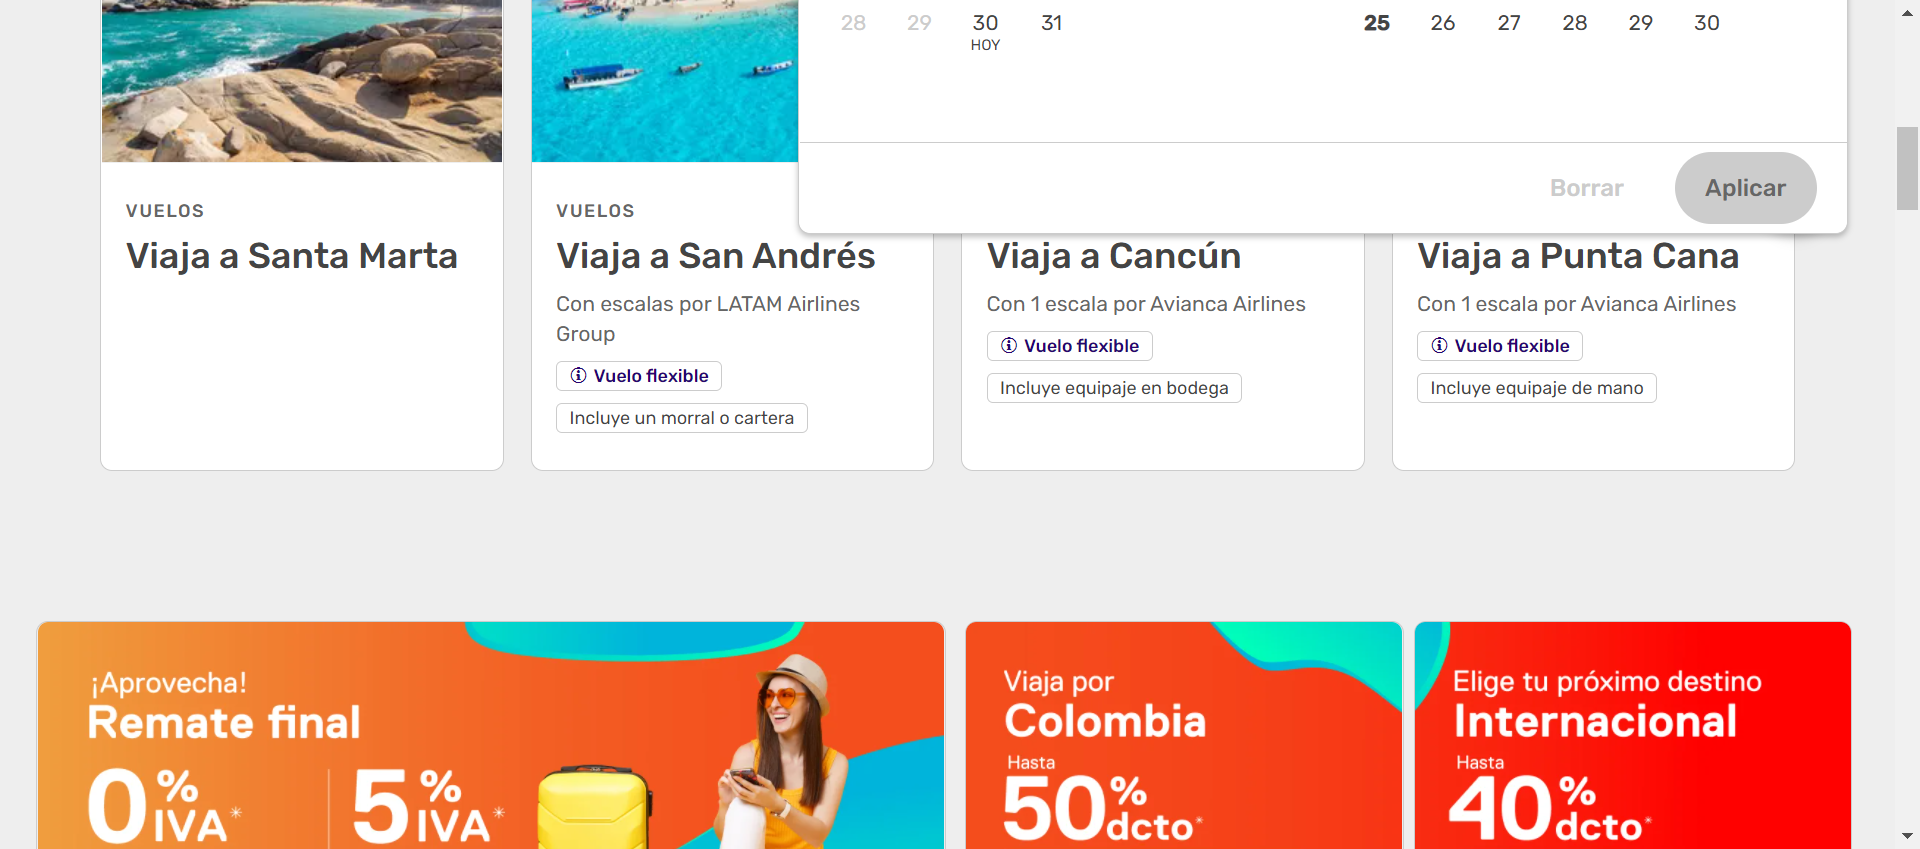 28 29 30 31
HOY
25 26 27 28 29 30
Borrar
Aplicar
VUELOS
Viaja a Santa Marta
VUELOS
Viaja a San Andrés
Con escalas por LATAM Airlines
Group
Vuelo flexible
Incluye un morral o cartera
Viaja a Cancún
Con 1 escala por Avianca Airlines
Vuelo flexible
Incluye equipaje en bodega
Viaja a Punta Cana
Con 1 escala por Avianca Airlines
Vuelo flexible
Incluye equipaje de mano
¡Aprovecha!
Remate final
0% IVA*
5% IVA*
Viaja por
Colombia
Hasta
50% dcto*
Elige tu próximo destino
Internacional
Hasta
40% dcto*